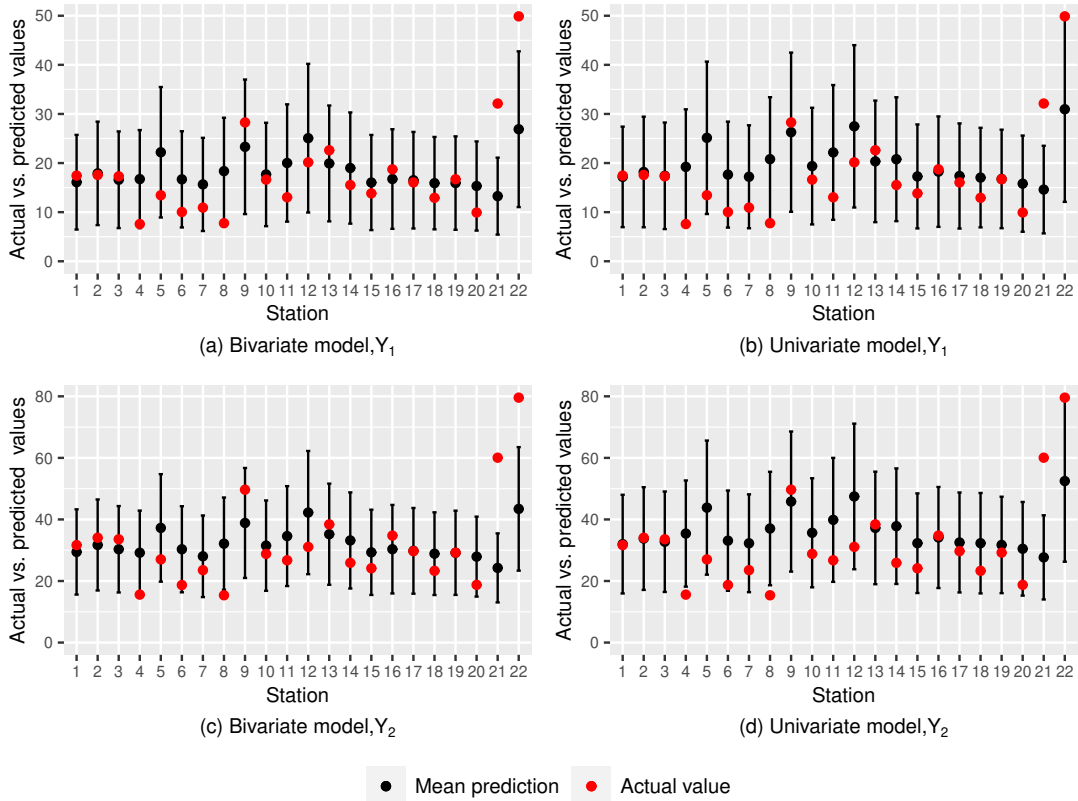 Actual vs. predicted values
50
40
30
20
10
0
1 2 3 4 5 6 7 8 9 10 11 12 13 14 15 16 17 18 19 20 21 22
Station
(a) Bivariate model,Y₁
Actual vs. predicted values
50
40
30
20
10
0
1 2 3 4 5 6 7 8 9 10 11 12 13 14 15 16 17 18 19 20 21 22
Station
(b) Univariate model,Y₁
Actual vs. predicted  values
80
60
40
20
0
1 2 3 4 5 6 7 8 9 10 11 12 13 14 15 16 17 18 19 20 21 22
Station
(c) Bivariate model,Y₂
Actual vs. predicted values
80
60
40
20
0
1 2 3 4 5 6 7 8 9 10 11 12 13 14 15 16 17 18 19 20 21 22
Station
(d) Univariate model,Y₂
Mean prediction Actual value